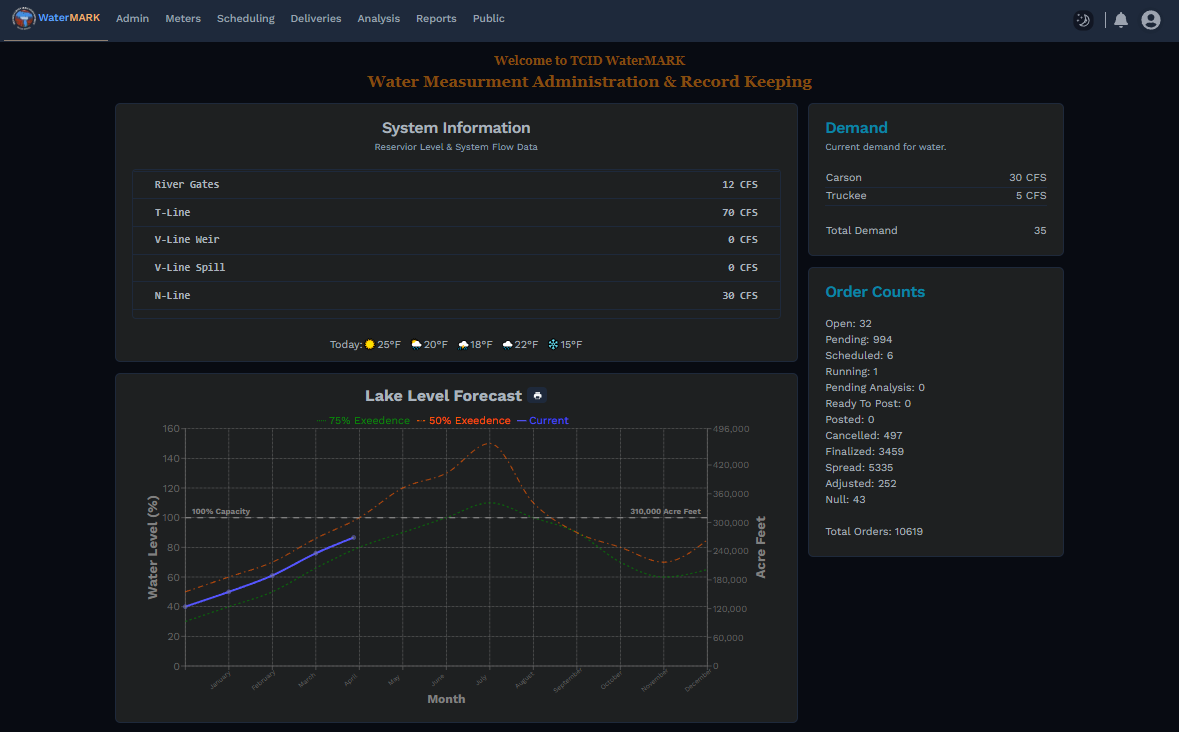 WaterMARK Admin Meters Scheduling Deliveries Analysis Reports Public
Welcome to TCID WaterMARK
Water Measurment Administration & Record Keeping
System Information
Reservior Level & System Flow Data
River Gates 12 CFS
T-Line 70 CFS
V-Line Weir 0 CFS
V-Line Spill 0 CFS
N-Line 30 CFS
Today: 25°F 20°F 18°F 22°F 15°F
Lake Level Forecast
75% Exeedence 50% Exeedence Current
160
140
120
100
80
60
40
20
0
Water Level (%)
100% Capacity
310,000 Acre Feet
496,000
420,000
360,000
300,000
240,000
180,000
120,000
60,000
0
Acre Feet
January February March April May June July August September October November December
Month
Demand
Current demand for water.
Carson 30 CFS
Truckee 5 CFS
Total Demand 35
Order Counts
Open: 32
Pending: 994
Scheduled: 6
Running: 1
Pending Analysis: 0
Ready To Post: 0
Posted: 0
Cancelled: 497
Finalized: 3459
Spread: 5335
Adjusted: 252
Null: 43
Total Orders: 10619